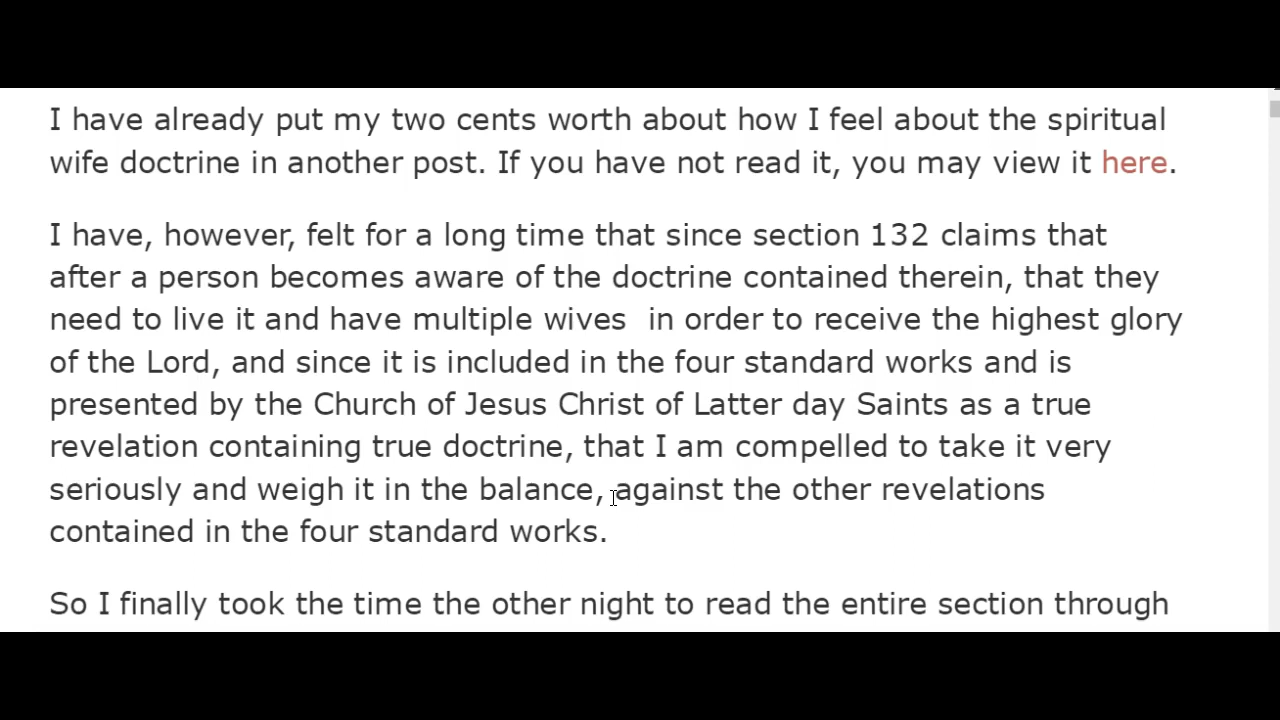 I have already put my two cents worth about how I feel about the spiritual
wife doctrine in another post. If you have not read it, you may view it here.
I have, however, felt for a long time that since section 132 claims that
after a person becomes aware of the doctrine contained therein, that they
need to live it and have multiple wives  in order to receive the highest glory
of the Lord, and since it is included in the four standard works and is
presented by the Church of Jesus Christ of Latter day Saints as a true
revelation containing true doctrine, that I am compelled to take it very
seriously and weigh it in the balance, against the other revelations
contained in the four standard works.
So I finally took the time the other night to read the entire section through